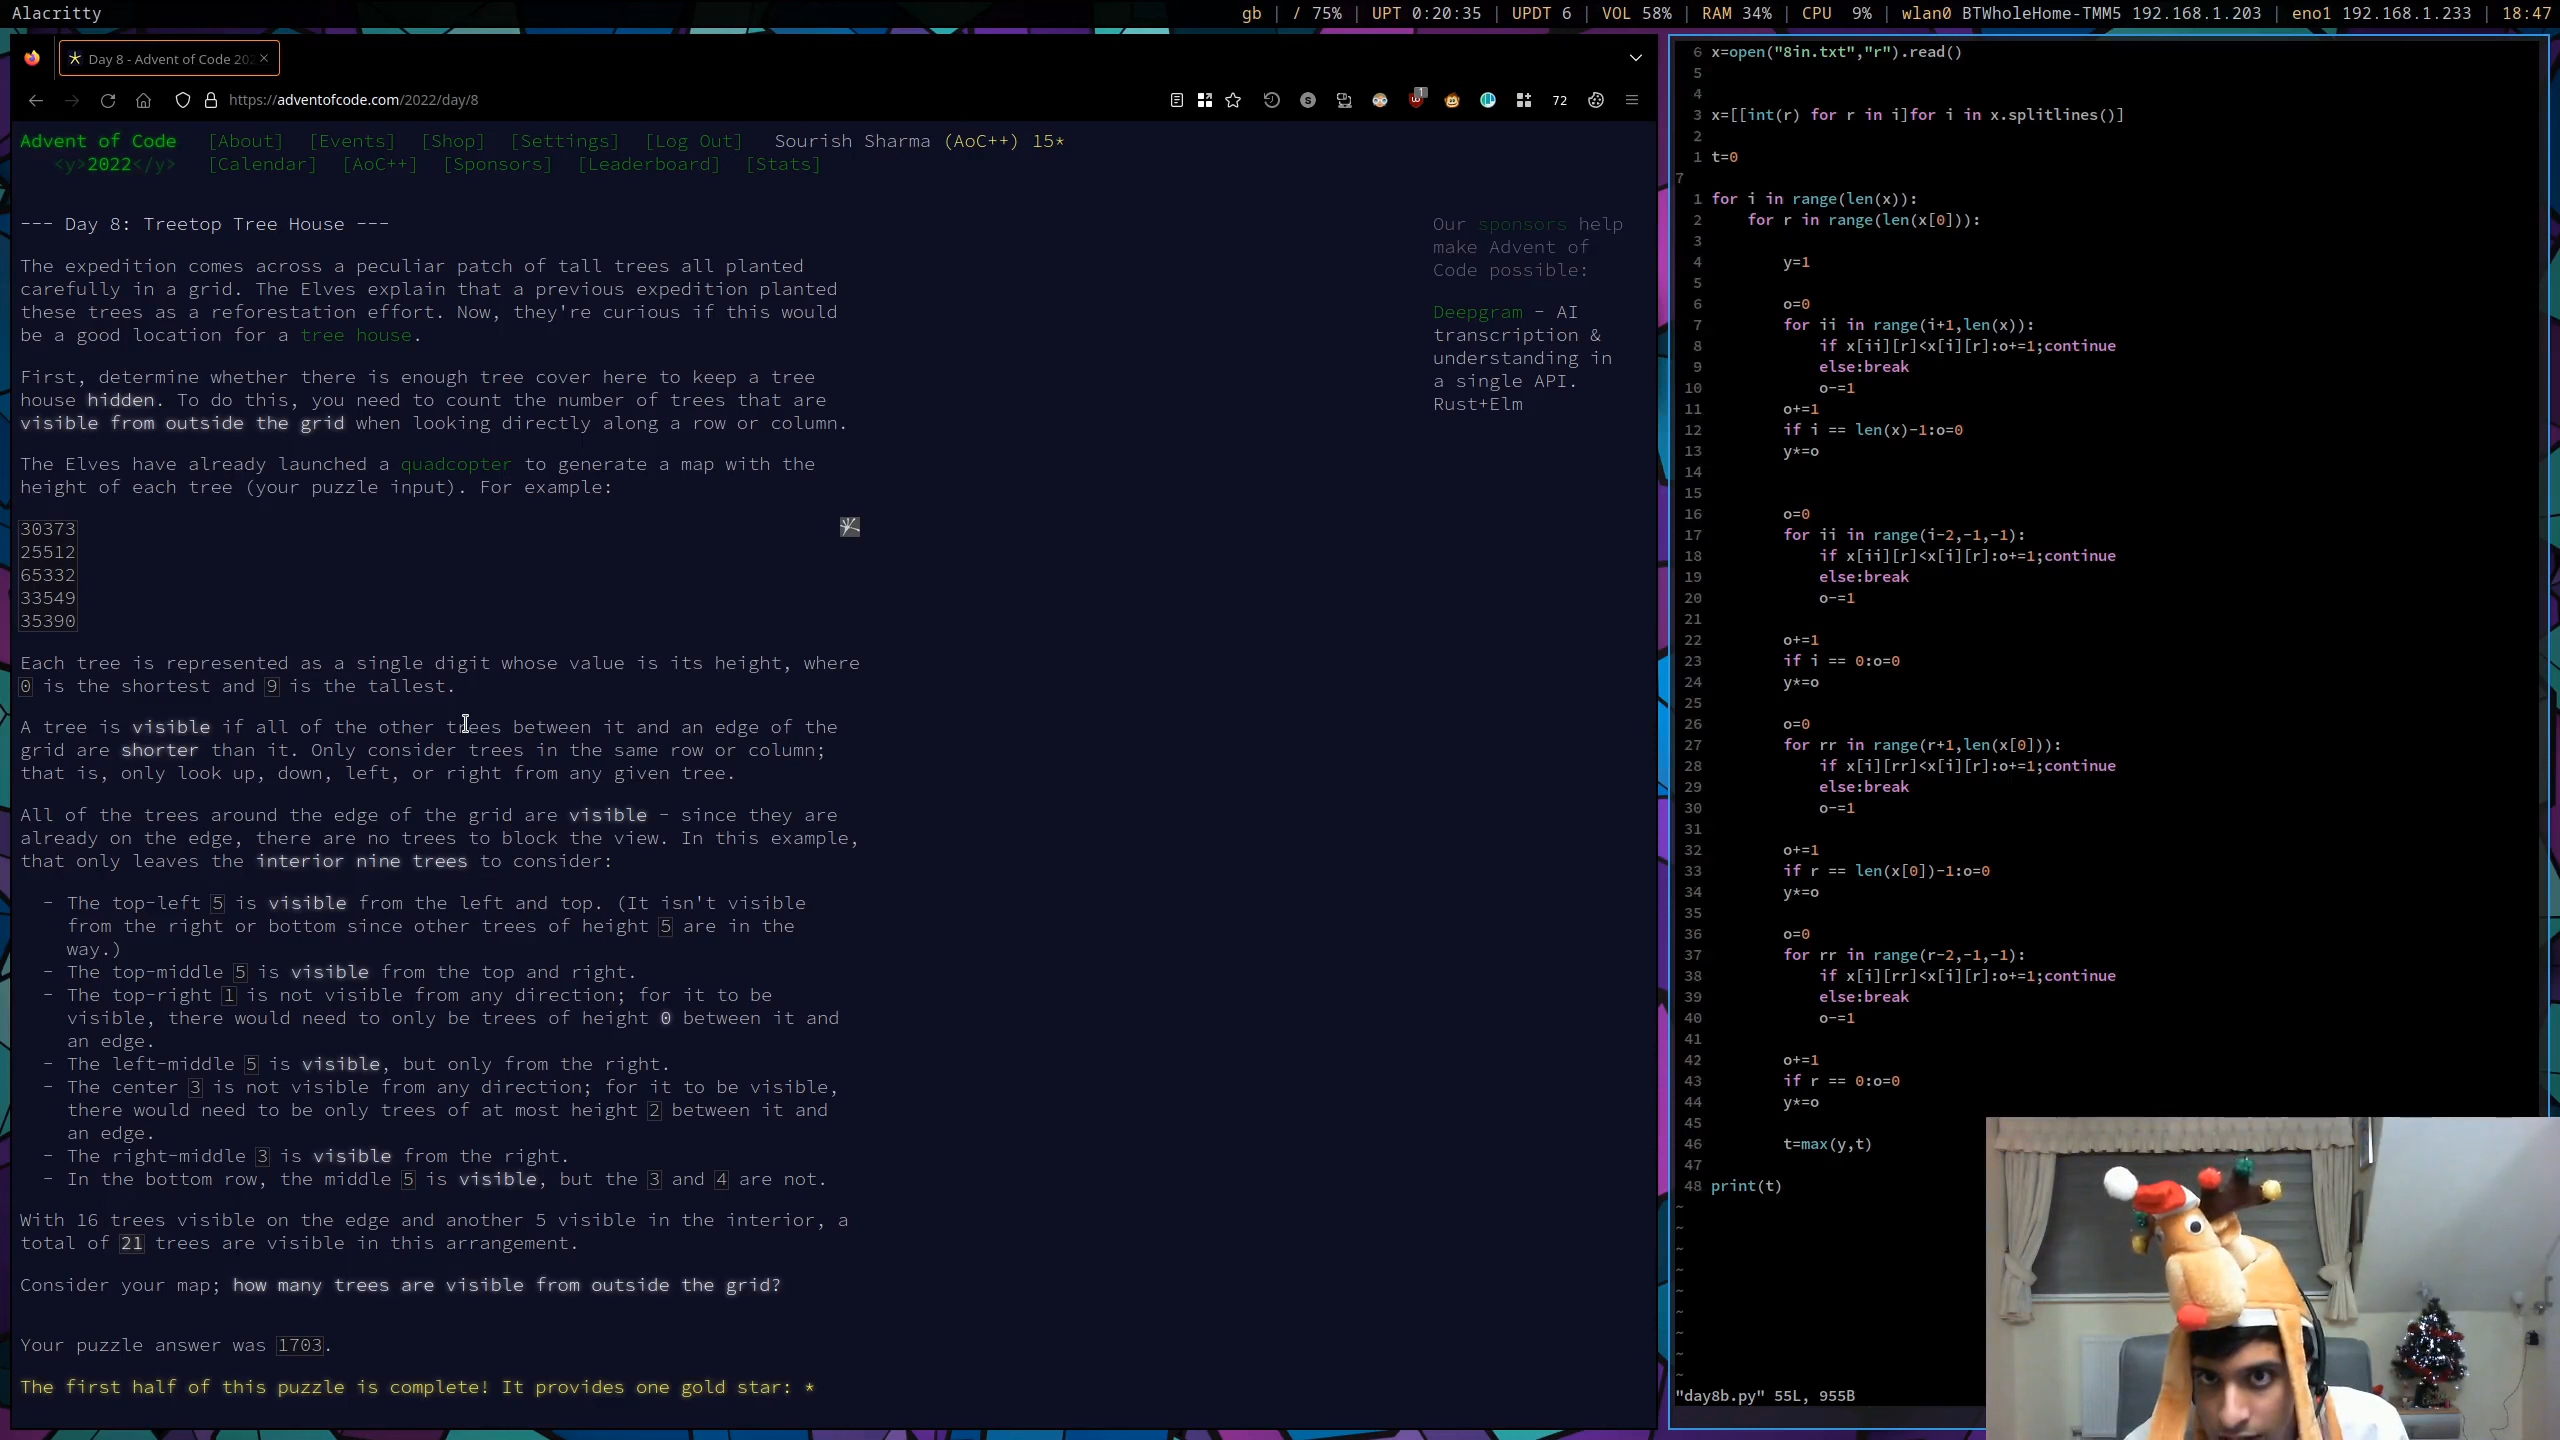 Alacritty
gb | / 75% | UPT 0:20:35 | UPDT 6 | VOL 58% | RAM 34% | CPU  9% | wlan0 BTWholeHome-TMM5 192.168.1.203 | eno1 192.168.1.233 | 18:47
Day 8 - Advent of Code 202
https://adventofcode.com/2022/day/8
1
72
Advent of Code [About] [Events] [Shop] [Settings] [Log Out] Sourish Sharma (AoC++) 15*
<y>2022</y> [Calendar] [AoC++] [Sponsors] [Leaderboard] [Stats]
--- Day 8: Treetop Tree House ---
The expedition comes across a peculiar patch of tall trees all planted
carefully in a grid. The Elves explain that a previous expedition planted
these trees as a reforestation effort. Now, they're curious if this would
be a good location for a tree house.
First, determine whether there is enough tree cover here to keep a tree
house hidden. To do this, you need to count the number of trees that are
visible from outside the grid when looking directly along a row or column.
The Elves have already launched a quadcopter to generate a map with the
height of each tree (your puzzle input). For example:
30373
25512
65332
33549
35390
Each tree is represented as a single digit whose value is its height, where
0 is the shortest and 9 is the tallest.
A tree is visible if all of the other trees between it and an edge of the
grid are shorter than it. Only consider trees in the same row or column;
that is, only look up, down, left, or right from any given tree.
All of the trees around the edge of the grid are visible - since they are
already on the edge, there are no trees to block the view. In this example,
that only leaves the interior nine trees to consider:
- The top-left 5 is visible from the left and top. (It isn't visible
from the right or bottom since other trees of height 5 are in the
way.)
- The top-middle 5 is visible from the top and right.
- The top-right 1 is not visible from any direction; for it to be
visible, there would need to only be trees of height 0 between it and
an edge.
- The left-middle 5 is visible, but only from the right.
- The center 3 is not visible from any direction; for it to be visible,
there would need to be only trees of at most height 2 between it and
an edge.
- The right-middle 3 is visible from the right.
- In the bottom row, the middle 5 is visible, but the 3 and 4 are not.
With 16 trees visible on the edge and another 5 visible in the interior, a
total of 21 trees are visible in this arrangement.
Consider your map; how many trees are visible from outside the grid?
Your puzzle answer was 1703.
The first half of this puzzle is complete! It provides one gold star: *
Our sponsors help
make Advent of
Code possible:
Deepgram - AI
transcription &
understanding in
a single API.
Rust+Elm
6 x=open("8in.txt","r").read()
5
4
3 x=[[int(r) for r in i]for i in x.splitlines()]
2
1 t=0
7
1 for i in range(len(x)):
2     for r in range(len(x[0])):
3
4         y=1
5
6         o=0
7         for ii in range(i+1,len(x)):
8             if x[ii][r]<x[i][r]:o+=1;continue
9             else:break
10             o-=1
11         o+=1
12         if i == len(x)-1:o=0
13         y*=o
14
15
16         o=0
17         for ii in range(i-2,-1,-1):
18             if x[ii][r]<x[i][r]:o+=1;continue
19             else:break
20             o-=1
21
22         o+=1
23         if i == 0:o=0
24         y*=o
25
26         o=0
27         for rr in range(r+1,len(x[0])):
28             if x[i][rr]<x[i][r]:o+=1;continue
29             else:break
30             o-=1
31
32         o+=1
33         if r == len(x[0])-1:o=0
34         y*=o
35
36         o=0
37         for rr in range(r-2,-1,-1):
38             if x[i][rr]<x[i][r]:o+=1;continue
39             else:break
40             o-=1
41
42         o+=1
43         if r == 0:o=0
44         y*=o
45
46         t=max(y,t)
47
48 print(t)
~
~
~
~
~
~
~
~
~
"day8b.py" 55L, 955B